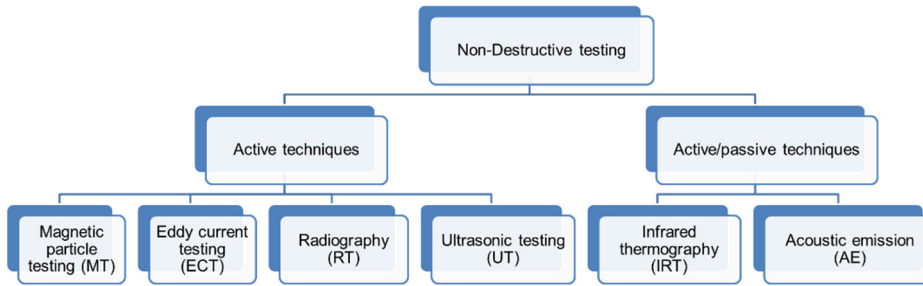 Non-Destructive testing
Active techniques
Active/passive techniques
Magnetic
particle
testing (MT)
Eddy current
testing
(ECT)
Radiography
(RT)
Ultrasonic testing
(UT)
Infrared
thermography
(IRT)
Acoustic emission
(AE)